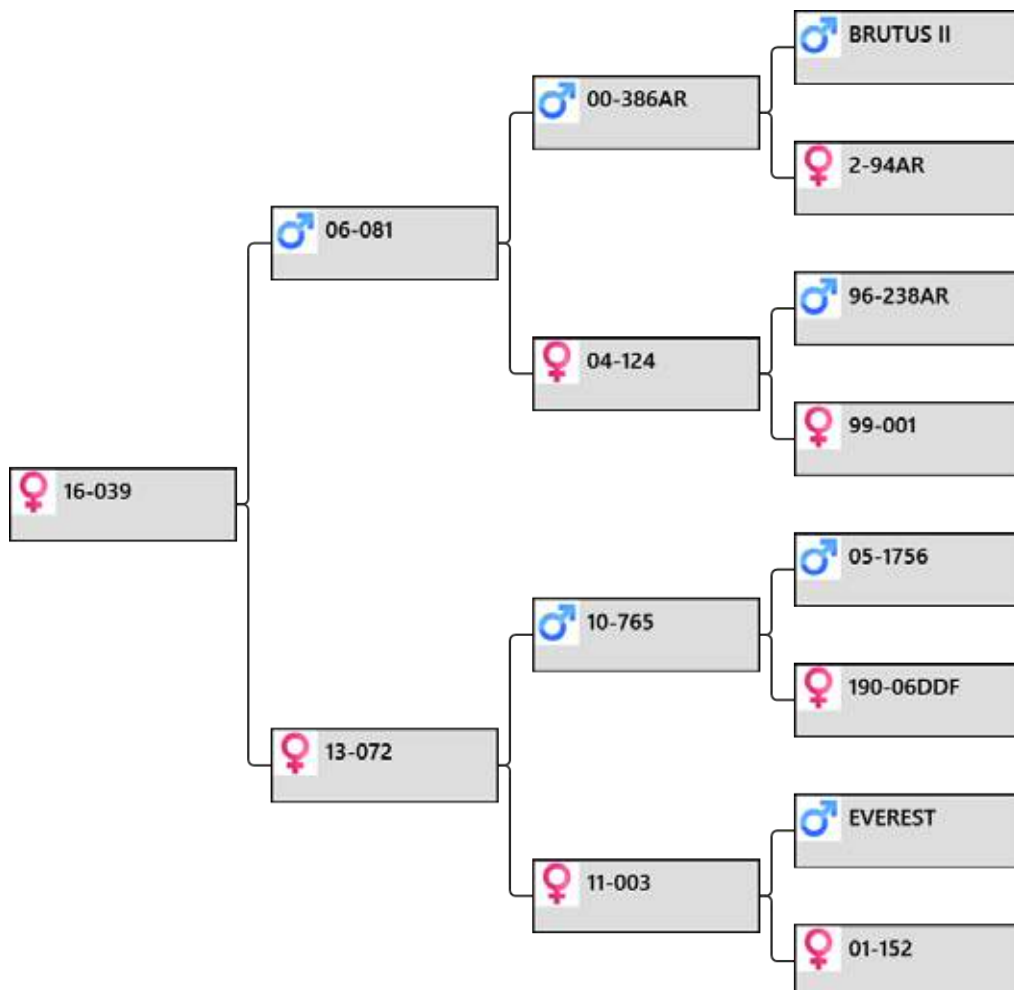 BRUTUS II
00-386AR
2-94AR
06-081
96-238AR
04-124
99-001
16-039
05-1756
10-765
190-06DDF
13-072
EVEREST
11-003
01-152